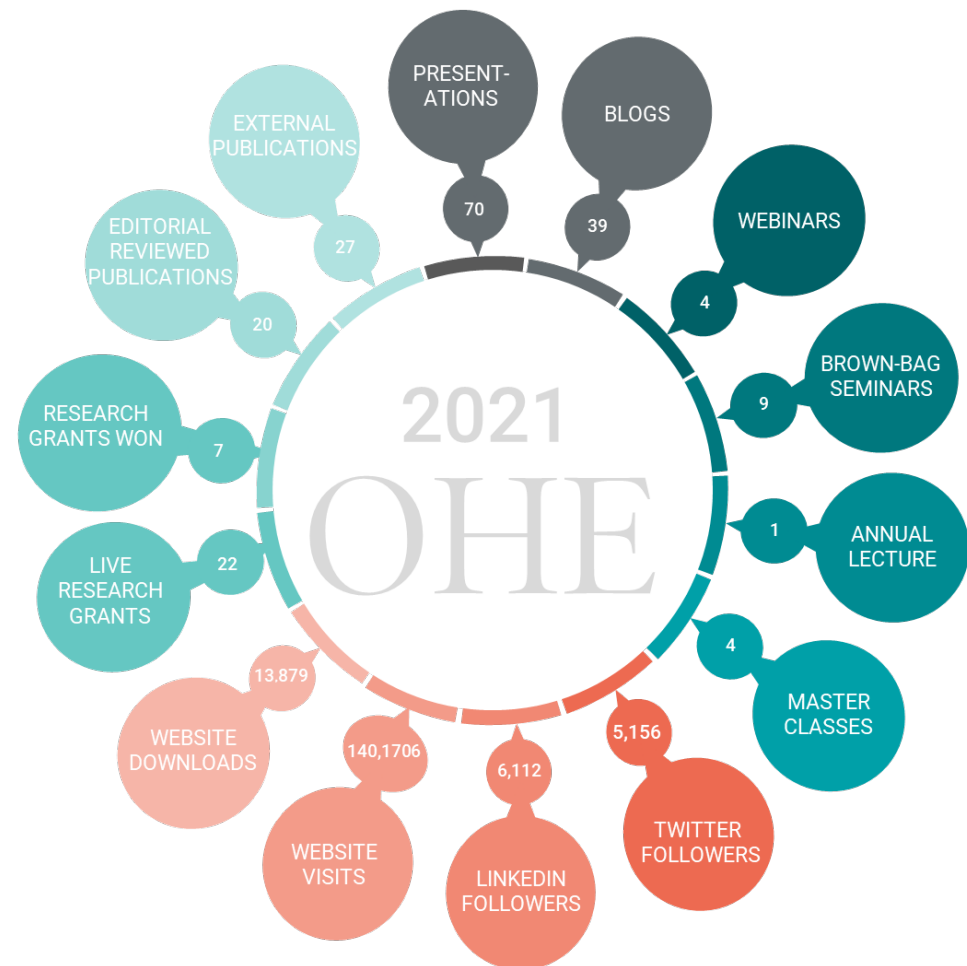 PRESENT-
ATIONS
70
BLOGS
39
WEBINARS
4
BROWN-BAG
SEMINARS
9
ANNUAL
LECTURE
1
MASTER
CLASSES
4
TWITTER
FOLLOWERS
5,156
LINKEDIN
FOLLOWERS
6,112
WEBSITE
VISITS
140,1706
WEBSITE
DOWNLOADS
13.879
LIVE
RESEARCH
GRANTS
22
RESEARCH
GRANTS WON
7
EDITORIAL
REVIEWED
PUBLICATIONS
20
EXTERNAL
PUBLICATIONS
27
2021
OHE